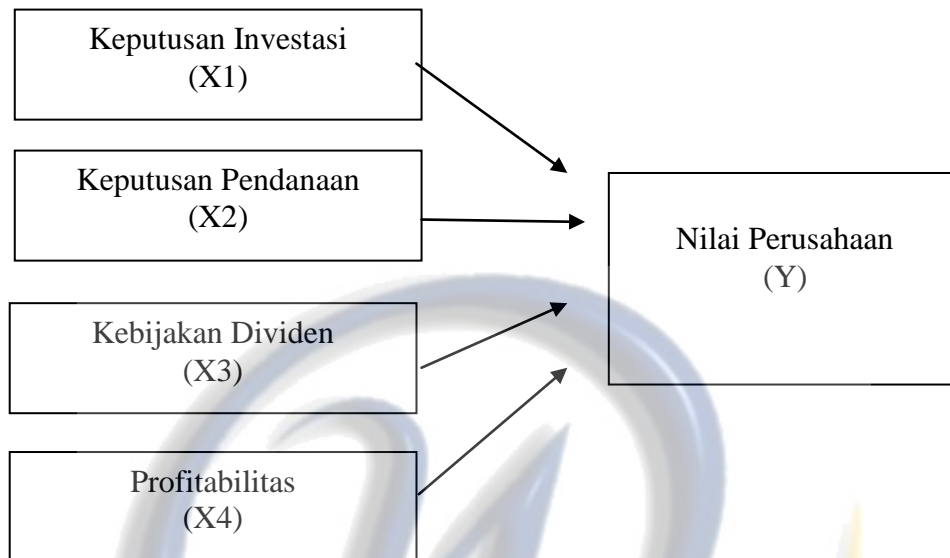 Keputusan Investasi
(X1)
Keputusan Pendanaan
(X2)
Nilai Perusahaan
(Y)
Kebijakan Dividen
(X3)
Profitabilitas
(X4)